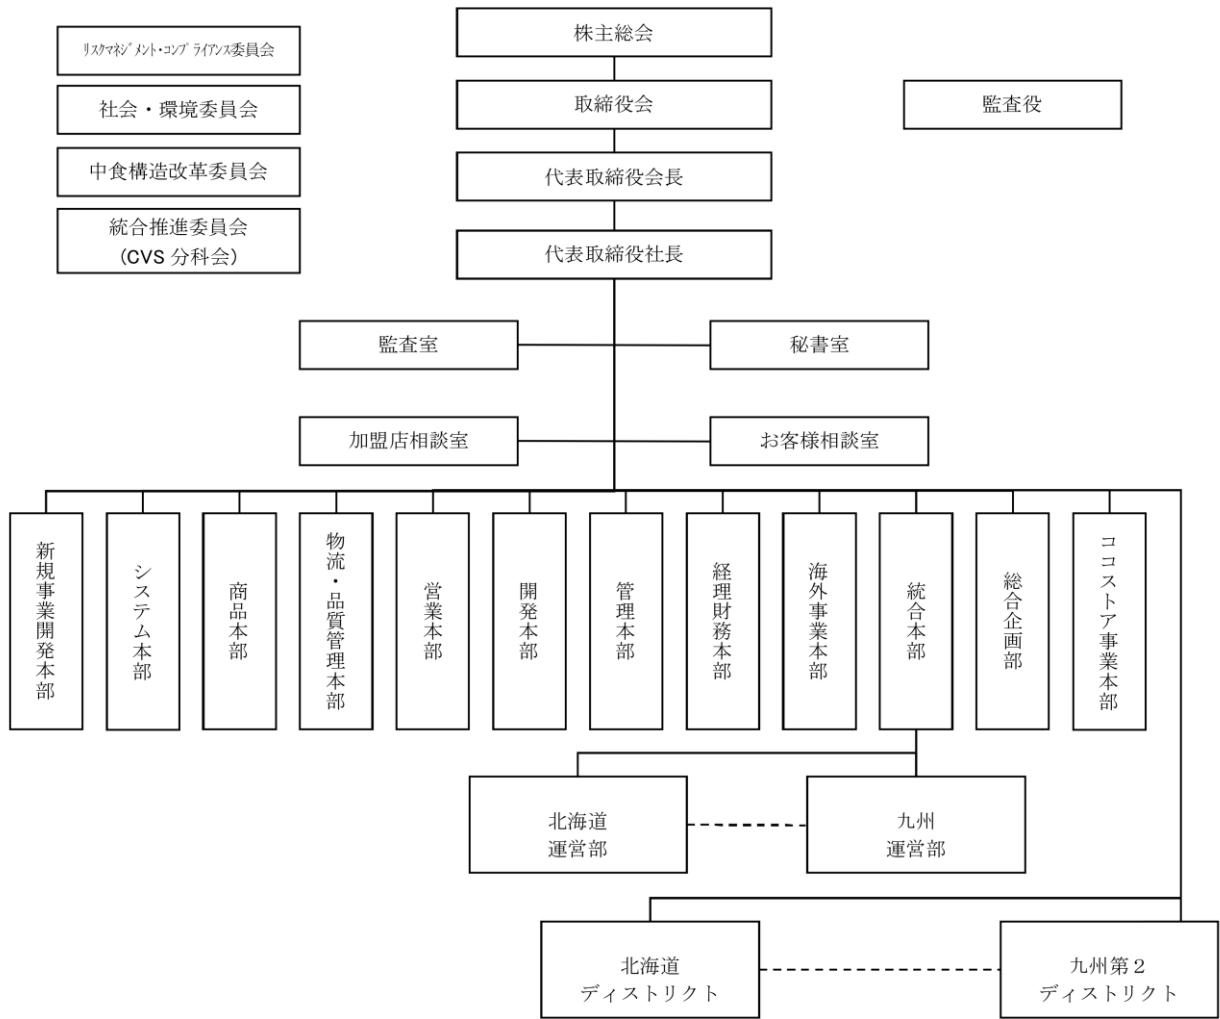 株主総会
リスクマネジメント・コンプライアンス委員会
取締役会
監査役
社会・環境委員会
代表取締役会長
中食構造改革委員会
統合推進委員会
(CVS 分科会)
代表取締役社長
監査室
秘書室
加盟店相談室
お客様相談室
新規事業開発本部
システム本部
商品本部
物流・品質管理本部
営業本部
開発本部
管理本部
経理財務本部
海外事業本部
統合本部
総合企画部
ココストア事業本部
北海道
運営部
九州
運営部
北海道
ディストリクト
九州第2
ディストリクト